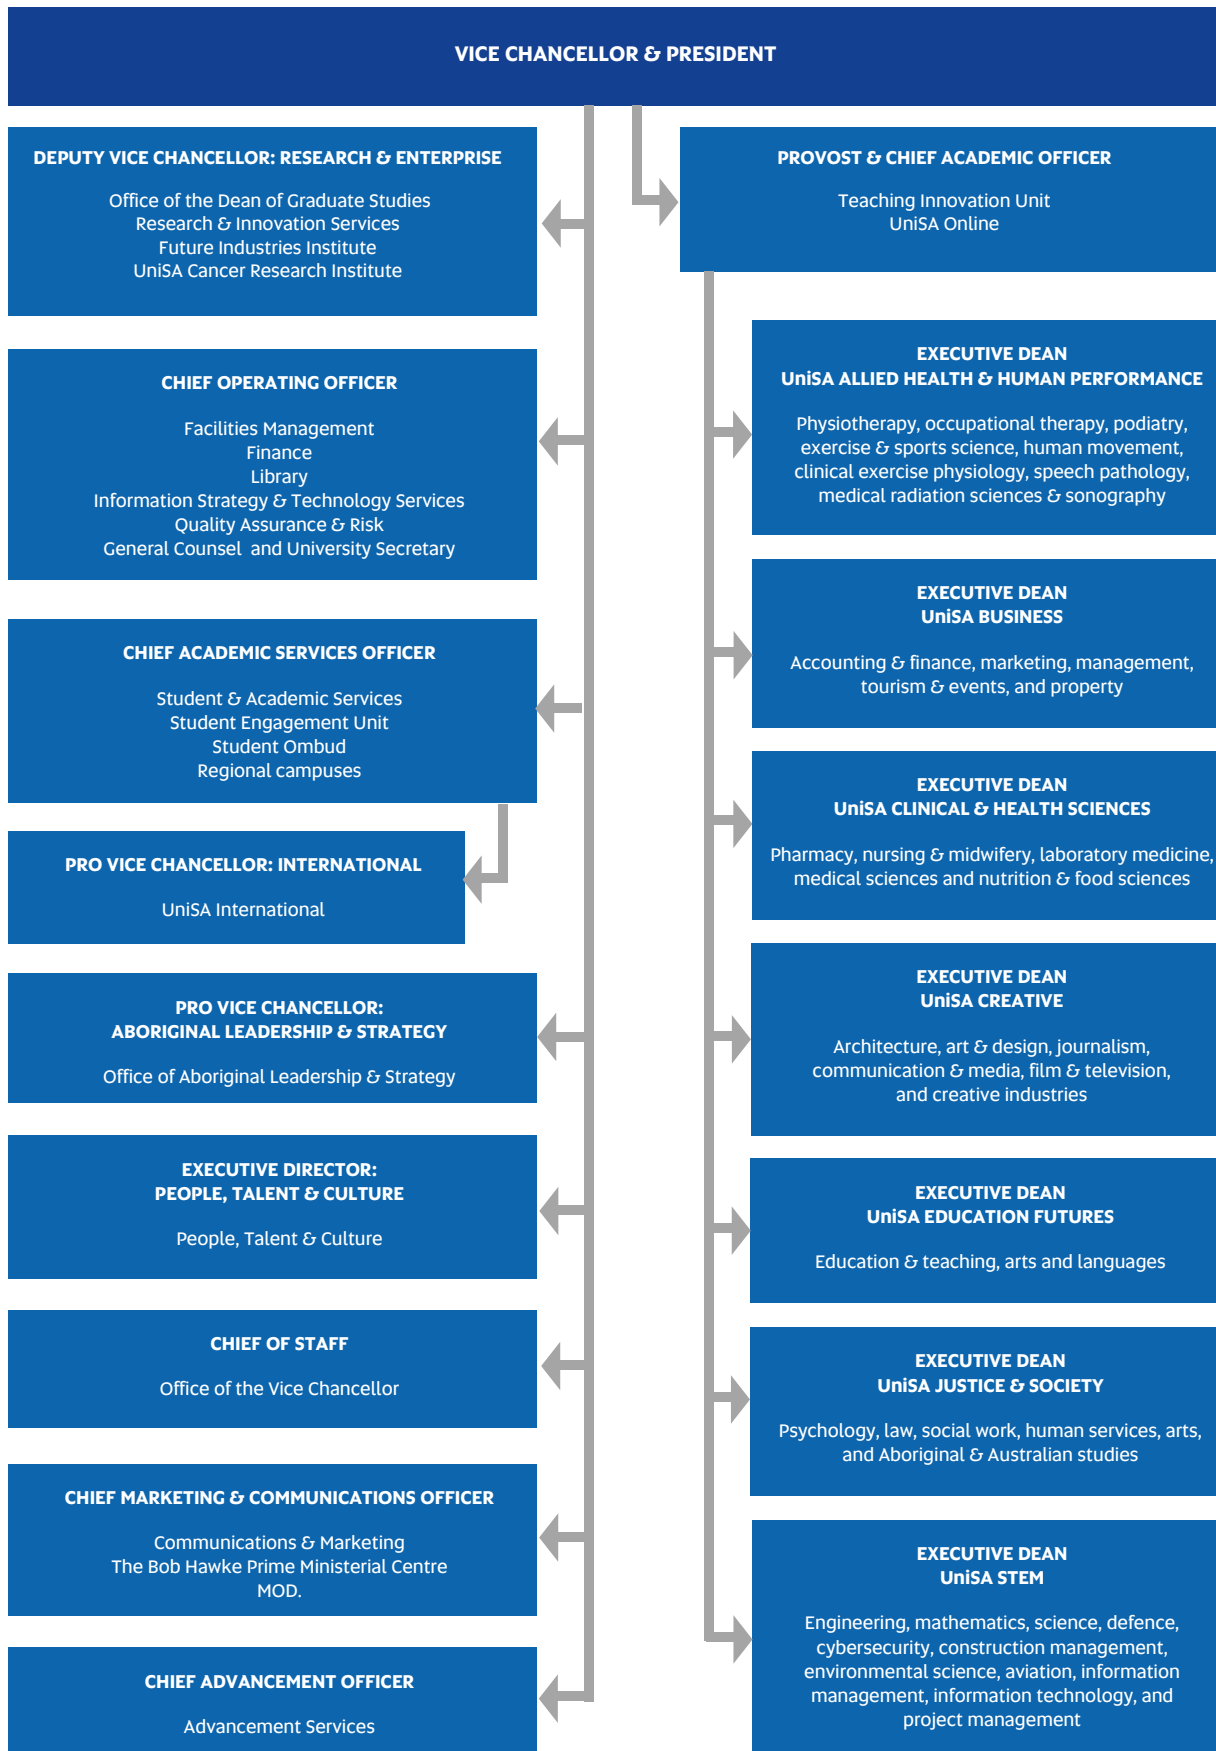 VICE CHANCELLOR & PRESIDENT
DEPUTY VICE CHANCELLOR: RESEARCH & ENTERPRISE
Office of the Dean of Graduate Studies
Research & Innovation Services
Future Industries Institute
UniSA Cancer Research Institute
CHIEF OPERATING OFFICER
Facilities Management
Finance
Library
Information Strategy & Technology Services
Quality Assurance & Risk
General Counsel and University Secretary
CHIEF ACADEMIC SERVICES OFFICER
Student & Academic Services
Student Engagement Unit
Student Ombud
Regional campuses
PRO VICE CHANCELLOR: INTERNATIONAL
UniSA International
PRO VICE CHANCELLOR:
ABORIGINAL LEADERSHIP & STRATEGY
Office of Aboriginal Leadership & Strategy
EXECUTIVE DIRECTOR:
PEOPLE, TALENT & CULTURE
People, Talent & Culture
CHIEF OF STAFF
Office of the Vice Chancellor
CHIEF MARKETING & COMMUNICATIONS OFFICER
Communications & Marketing
The Bob Hawke Prime Ministerial Centre
MOD.
CHIEF ADVANCEMENT OFFICER
Advancement Services
PROVOST & CHIEF ACADEMIC OFFICER
Teaching Innovation Unit
UniSA Online
EXECUTIVE DEAN
UniSA ALLIED HEALTH & HUMAN PERFORMANCE
Physiotherapy, occupational therapy, podiatry,
exercise & sports science, human movement,
clinical exercise physiology, speech pathology,
medical radiation sciences & sonography
EXECUTIVE DEAN
UniSA BUSINESS
Accounting & finance, marketing, management,
tourism & events, and property
EXECUTIVE DEAN
UniSA CLINICAL & HEALTH SCIENCES
Pharmacy, nursing & midwifery, laboratory medicine,
medical sciences and nutrition & food sciences
EXECUTIVE DEAN
UniSA CREATIVE
Architecture, art & design, journalism,
communication & media, film & television,
and creative industries
EXECUTIVE DEAN
UniSA EDUCATION FUTURES
Education & teaching, arts and languages
EXECUTIVE DEAN
UniSA JUSTICE & SOCIETY
Psychology, law, social work, human services, arts,
and Aboriginal & Australian studies
EXECUTIVE DEAN
UniSA STEM
Engineering, mathematics, science, defence,
cybersecurity, construction management,
environmental science, aviation, information
management, information technology, and
project management